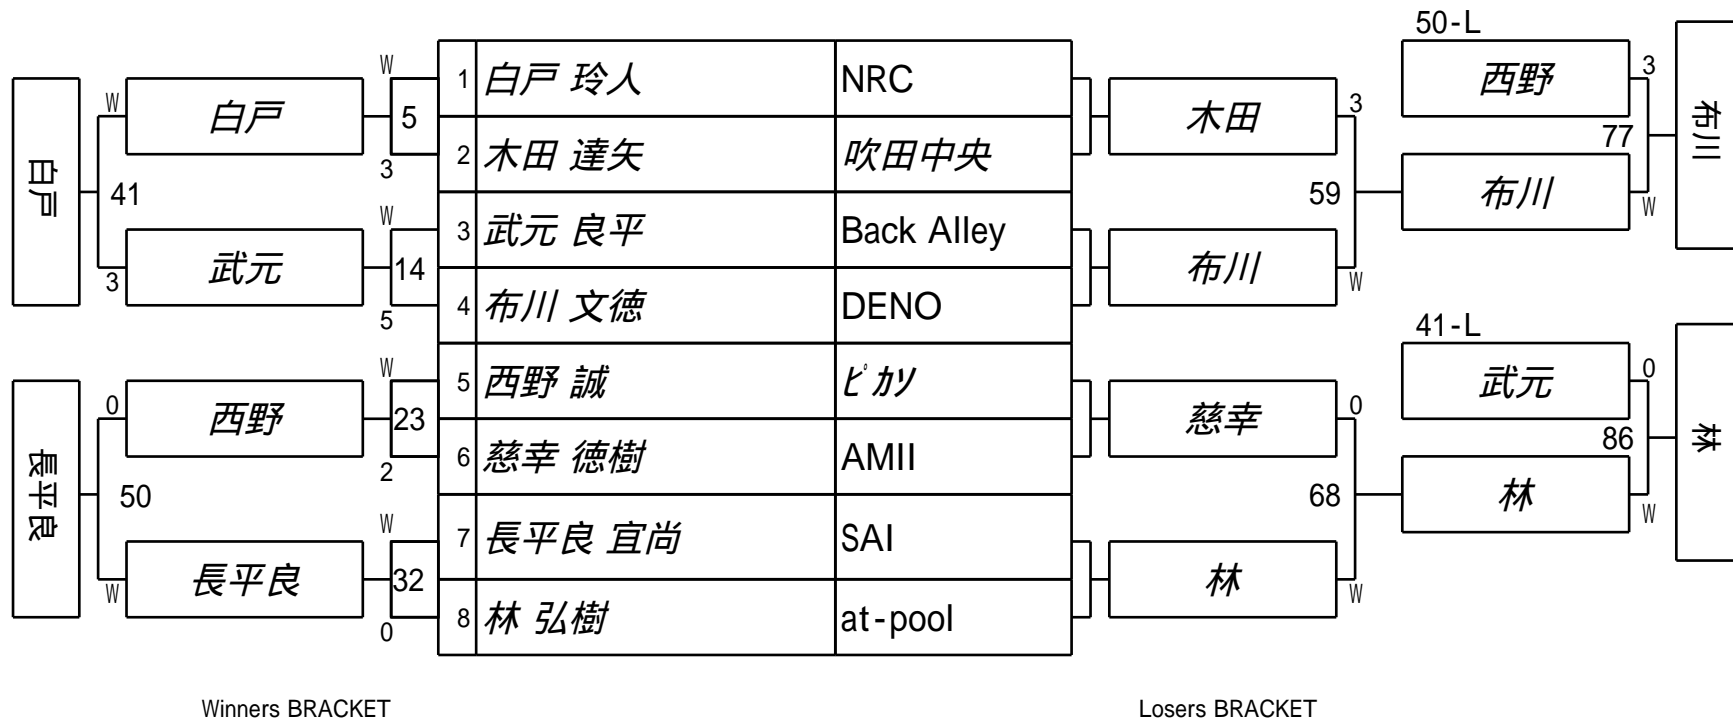 50-L
W
1 白戸 玲人 NRC
西野 3
W 白戸 5
木田 3
布川
2 木田 達矢 吹田中央
77
3
白戸 41
59
布川 W
W
3 武元 良平 Back Alley
3 武元 14
布川 W
4 布川 文徳 DENO
5
41-L
W
5 西野 誠 ピカソ
武元 0
0 西野 23
慈幸 0
林
6 慈幸 徳樹 AMII
86
2
長平良 50
68
林 W
W
7 長平良 宜尚 SAI
W 長平良 32
林 W
8 林 弘樹 at-pool
0
Winners BRACKET
Losers BRACKET